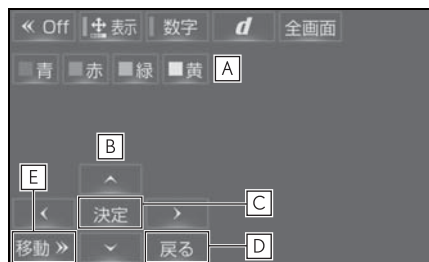 « Off 表示 数字 d 全画面
青 赤 緑 黄 A
B
E
決定 C
移動 » 戻る D